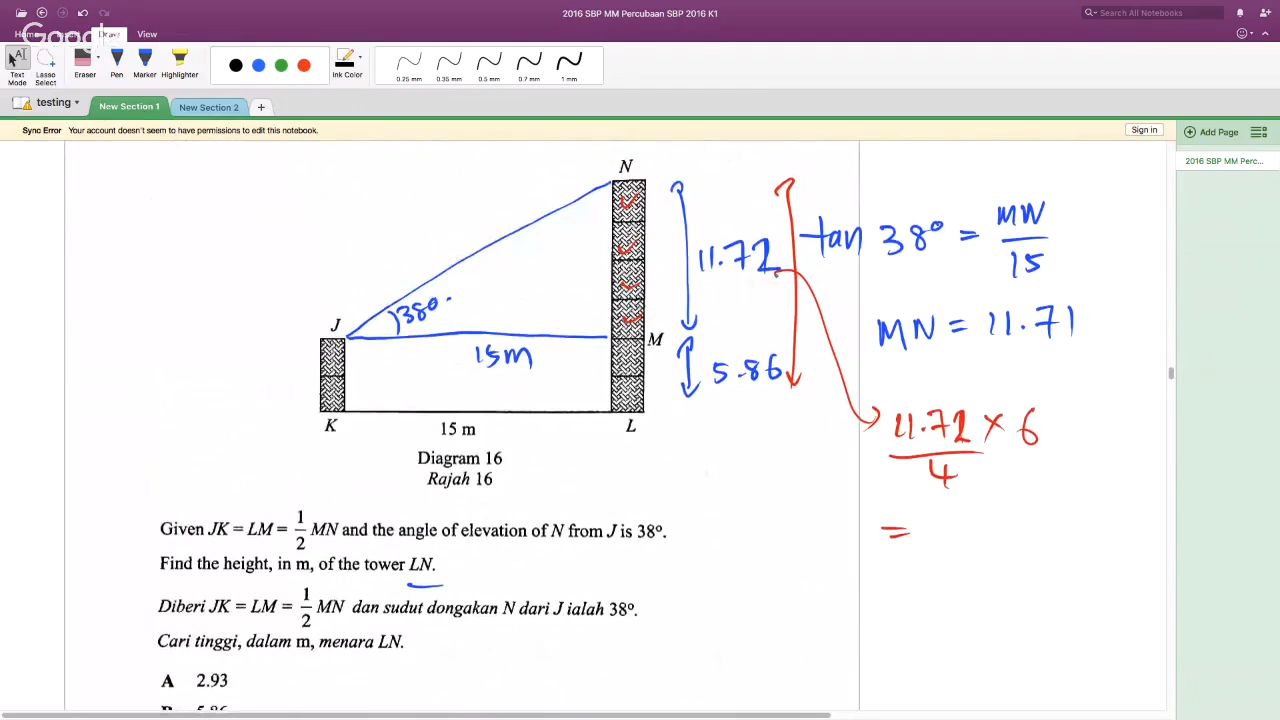 2016 SBP MM Percubaan SBP 2016 K1
Search All Notebooks
Google
Home Insert Draw View
Text Mode
Lasso Select
Eraser
Pen
Marker
Highlighter
Ink Color
0.25 mm
0.35 mm
0.5 mm
0.7 mm
1 mm
testing
New Section 1
New Section 2
+
Sync Error Your account doesn't seem to have permissions to edit this notebook.
Sign in
Add Page
2016 SBP MM Perc...
N
J
38°
15m
M
K
15 m
L
11.72
5.86
tan 38° = MN/15
MN = 11.71
11.72/4 × 6
=
Diagram 16
Rajah 16
Given JK = LM = 1/2 MN and the angle of elevation of N from J is 38°.
Find the height, in m, of the tower LN.
Diberi JK = LM = 1/2 MN dan sudut dongakan N dari J ialah 38°.
Cari tinggi, dalam m, menara LN.
A 2.93
B 5.86